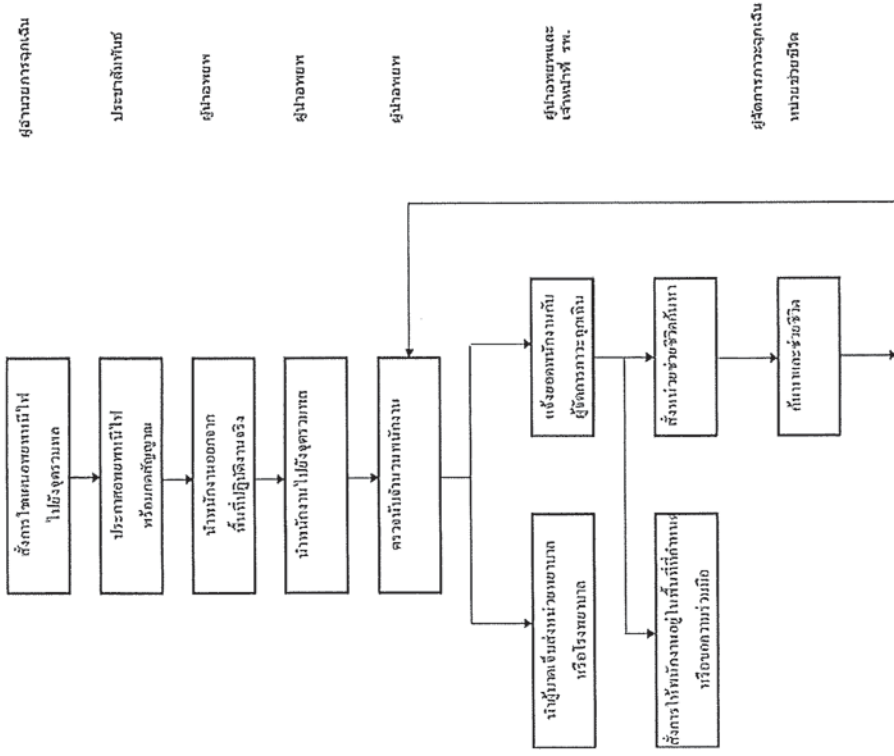 ผู้อำนวยการฉุกเฉิน
ประชาสัมพันธ์
ผู้นำอพยพ
ผู้นำอพยพ
ผู้นำอพยพ
ผู้นำอพยพและ
เจ้าหน้าที่ รพ.
ผู้จัดการภาวะฉุกเฉิน
หน่วยช่วยชีวิต
สั่งการใช้แผนอพยพหนีไฟ
ไปยังจุดรวมพล
ประกาศอพยพหนีไฟ
พร้อมกดสัญญาณ
นำพนักงานออกจาก
พื้นที่ปฏิบัติงานจริง
นำพนักงานไปยังจุดรวมพล
ตรวจนับจำนวนพนักงาน
แจ้งยอดพนักงานกับ
ผู้จัดการภาวะฉุกเฉิน
นำผู้บาดเจ็บส่งหน่วยพยาบาล
หรือโรงพยาบาล
สั่งหน่วยช่วยชีวิตค้นหา
สั่งการให้พนักงานอยู่ในพื้นที่ที่กำหนด
หรือขอความร่วมมือ
ค้นหาและช่วยชีวิต